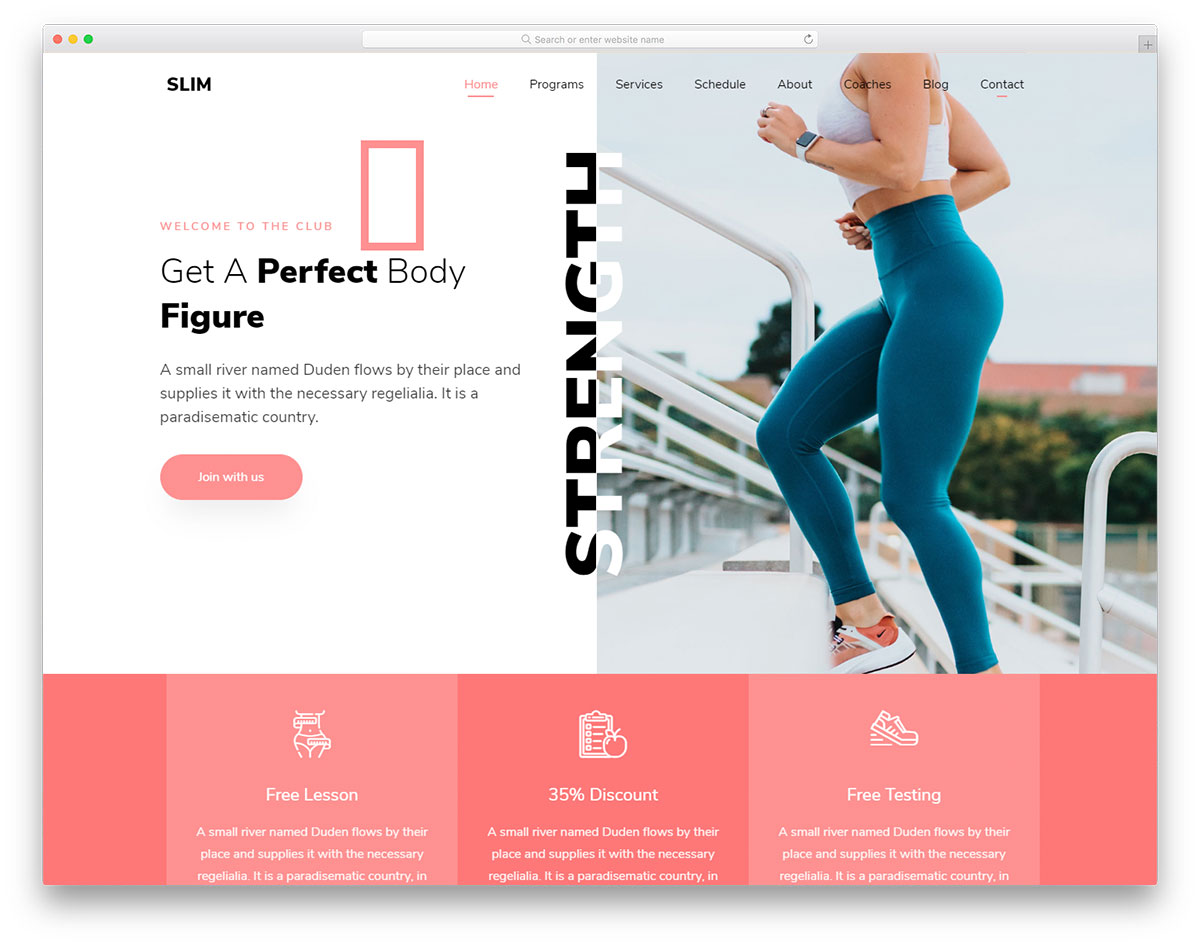 Search or enter website name
SLIM
Home Programs Services Schedule About Coaches Blog Contact
WELCOME TO THE CLUB
Get A Perfect Body
Figure
A small river named Duden flows by their place and
supplies it with the necessary regelialia. It is a
paradisematic country.
Join with us
STRENGTH
Free Lesson
A small river named Duden flows by their
place and supplies it with the necessary
regelialia. It is a paradisematic country, in
35% Discount
A small river named Duden flows by their
place and supplies it with the necessary
regelialia. It is a paradisematic country, in
Free Testing
A small river named Duden flows by their
place and supplies it with the necessary
regelialia. It is a paradisematic country, in